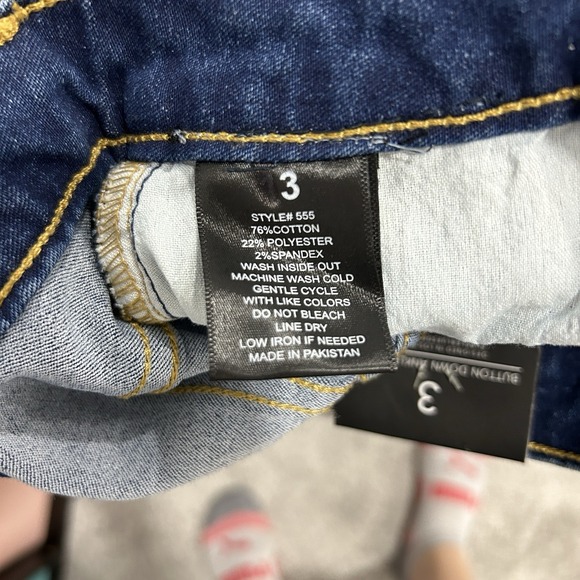 3
STYLE# 555
76%COTTON
22% POLYESTER
2%SPANDEX
WASH INSIDE OUT
MACHINE WASH COLD
GENTLE CYCLE
WITH LIKE COLORS
DO NOT BLEACH
LINE DRY
LOW IRON IF NEEDED
MADE IN PAKISTAN
3
BUTTON DOWN